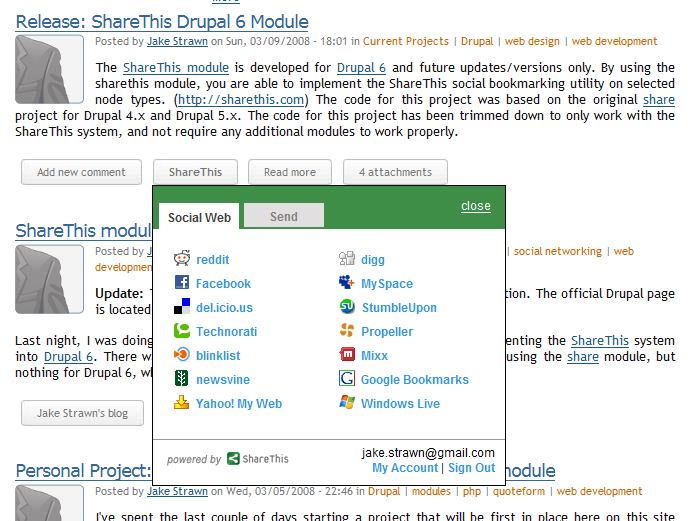 Release: ShareThis Drupal 6 Module
Posted by Jake Strawn on Sun, 03/09/2008 - 18:01 in Current Projects | Drupal | web design | web development
The ShareThis module is developed for Drupal 6 and future updates/versions only. By using the
sharethis module, you are able to implement the ShareThis social bookmarking utility on selected
node types. (http://sharethis.com) The code for this project was based on the original share
project for Drupal 4.x and Drupal 5.x. The code for this project has been trimmed down to only work with the
ShareThis system, and not require any additional modules to work properly.
Add new comment ShareThis Read more 4 attachments
close
Social Web Send
ShareThis modul
Posted by J | social networking | web
development
reddit digg
Facebook MySpace
Update: tion. The official Drupal page
is located
del.icio.us StumbleUpon
Technorati Propeller
Last night, I was doing enting the ShareThis system
into Drupal 6. There w using the share module, but
blinklist Mixx
nothing for Drupal 6, wh
newsvine Google Bookmarks
Yahoo! My Web Windows Live
Jake Strawn's blog
powered by ShareThis
jake.strawn@gmail.com
My Account | Sign Out
Personal Project: module
Posted by Jake Strawn on Wed, 03/05/2008 - 22:46 in Drupal | modules | php | quoteform | web development
I've spent the last couple of days starting a project that will be first in place here on this site